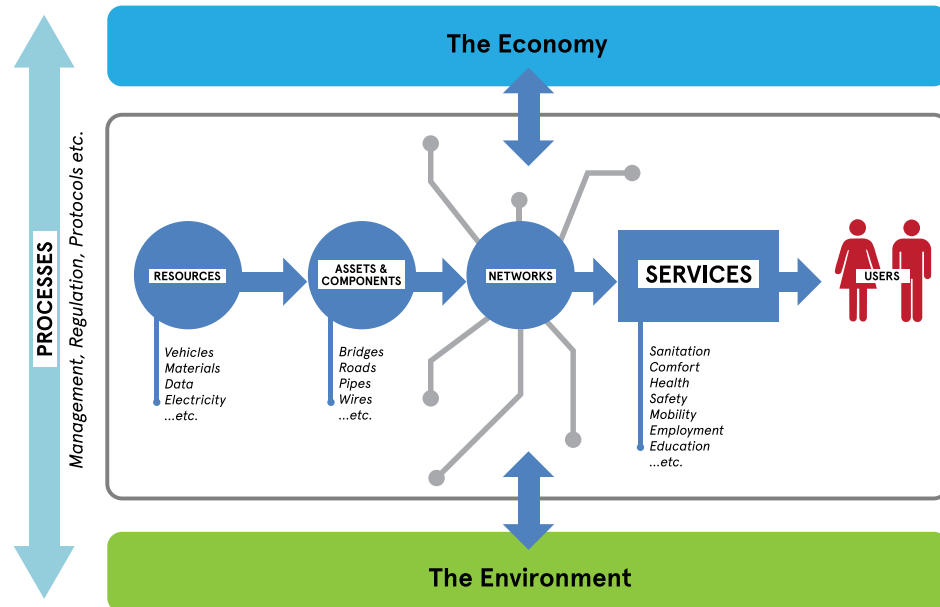 The Economy
PROCESSES
Management, Regulation, Protocols etc.
RESOURCES
Vehicles
Materials
Data
Electricity
...etc.
ASSETS &
COMPONENTS
Bridges
Roads
Pipes
Wires
...etc.
NETWORKS
SERVICES
Sanitation
Comfort
Health
Safety
Mobility
Employment
Education
...etc.
USERS
The Environment